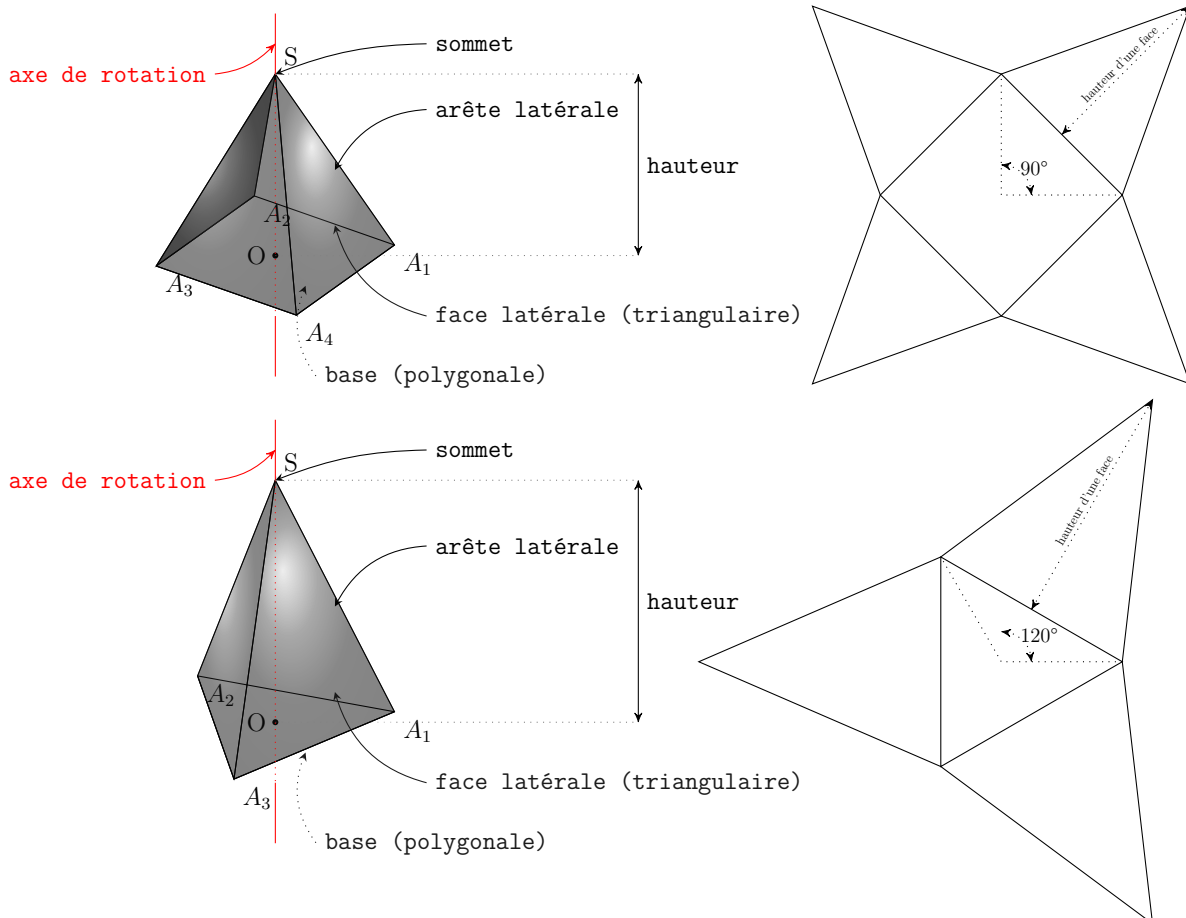 S
sommet
axe de rotation
arête latérale
hauteur
hauteur d'une face
90°
A₂
O
A₁
A₃
face latérale (triangulaire)
A₄
base (polygonale)
S
sommet
axe de rotation
arête latérale
hauteur
hauteur d'une face
120°
A₂
O
A₁
face latérale (triangulaire)
A₃
base (polygonale)